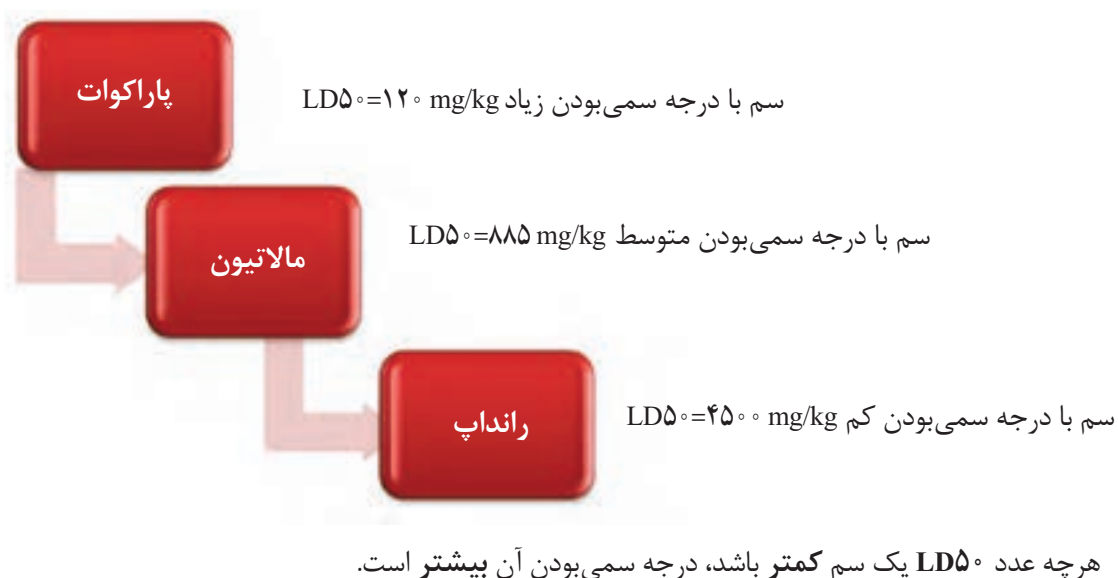 پاراکوات
سم با درجه سمی‌بودن زیاد LD۵۰=۱۲۰ mg/kg
مالاتیون
سم با درجه سمی‌بودن متوسط LD۵۰=۸۸۵ mg/kg
رانداپ
سم با درجه سمی‌بودن کم LD۵۰=۴۵۰۰ mg/kg
هرچه عدد LD۵۰ یک سم کمتر باشد، درجه سمی‌بودن آن بیشتر است.